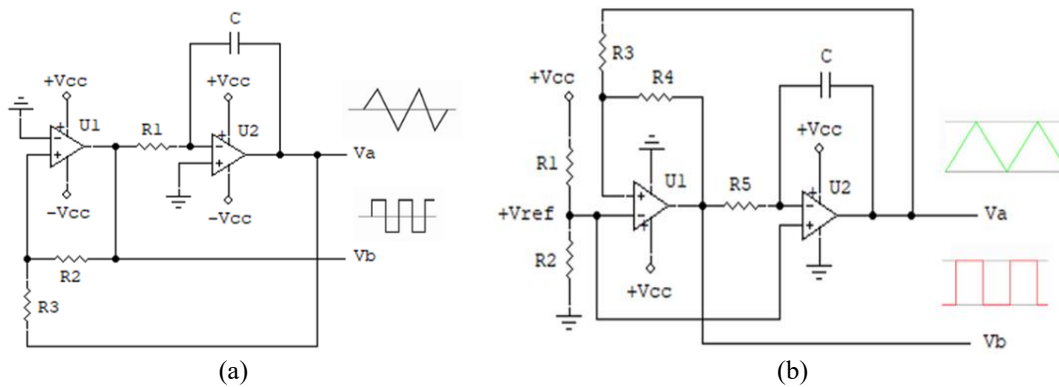 C
+Vcc
+Vcc
U1
R1
U2
Va
-Vcc
-Vcc
R2
Vb
R3
(a)
R3
C
+Vcc
R4
+Vcc
R1
U1
R5
U2
+Vref
Va
R2
+Vcc
Vb
(b)